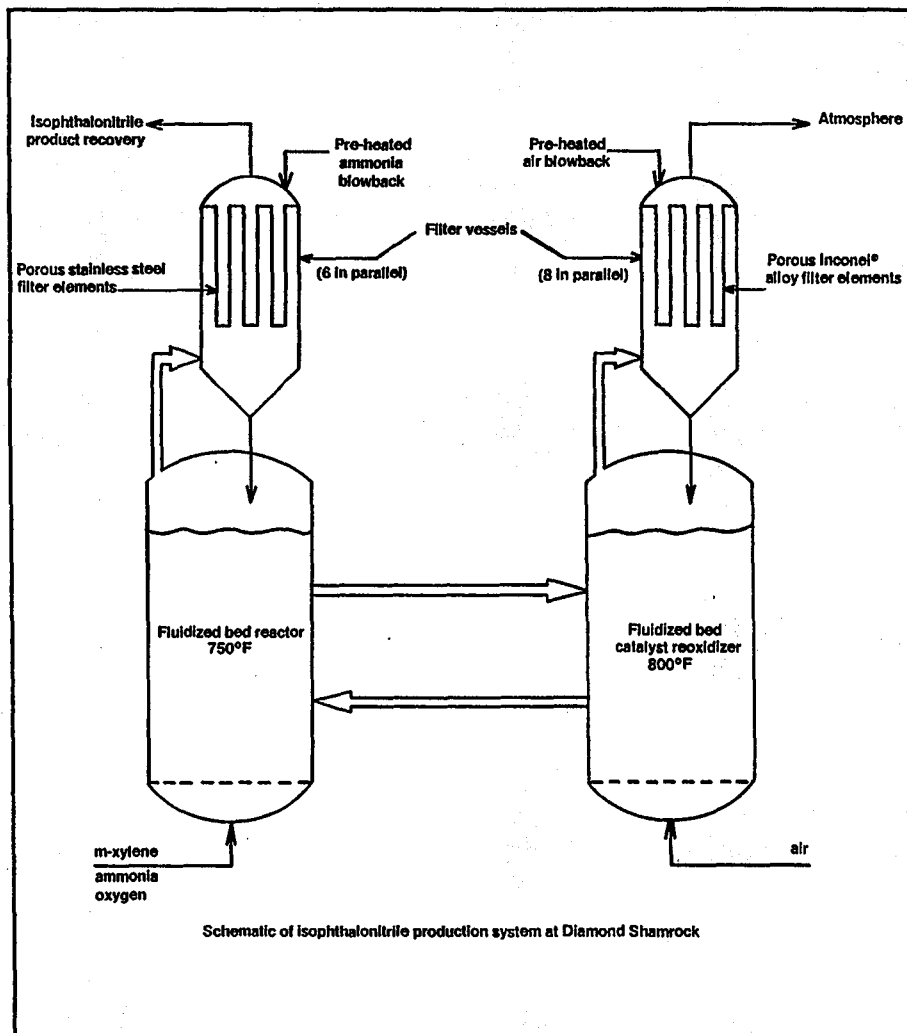 Isophthalonitrile
product recovery
Pre-heated
ammonia
blowback
Pre-heated
air blowback
Atmosphere
Filter vessels
(6 in parallel)
(8 in parallel)
Porous stainless steel
filter elements
Porous Inconel®
alloy filter elements
Fluidized bed reactor
750°F
Fluidized bed
catalyst reoxidizer
800°F
m-xylene
ammonia
oxygen
air
Schematic of isophthalonitrile production system at Diamond Shamrock